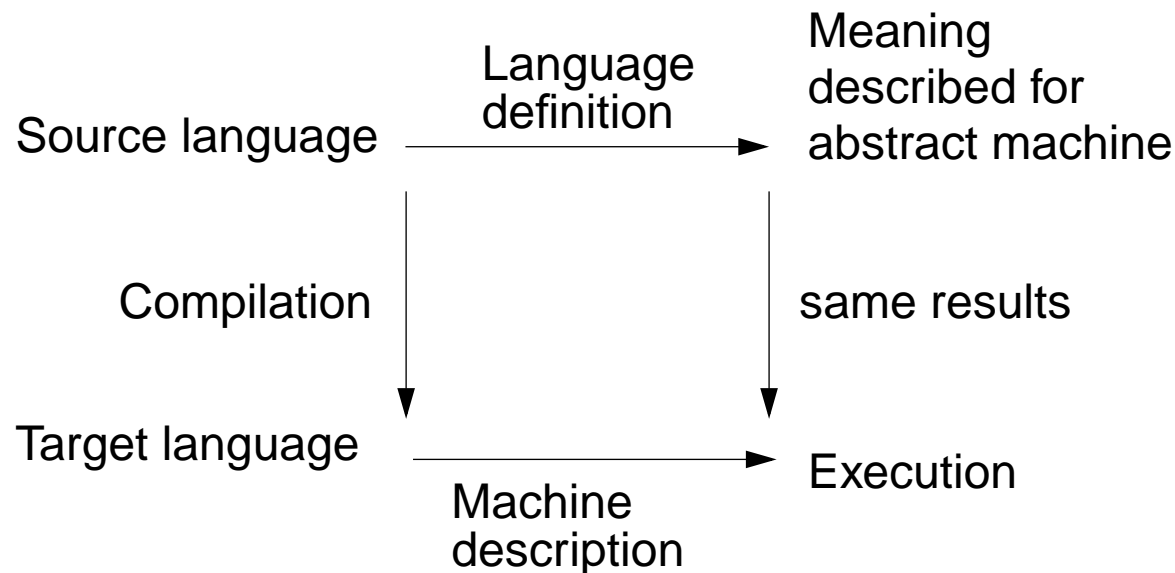 Source language
Language
definition
Meaning
described for
abstract machine
Compilation
same results
Target language
Machine
description
Execution